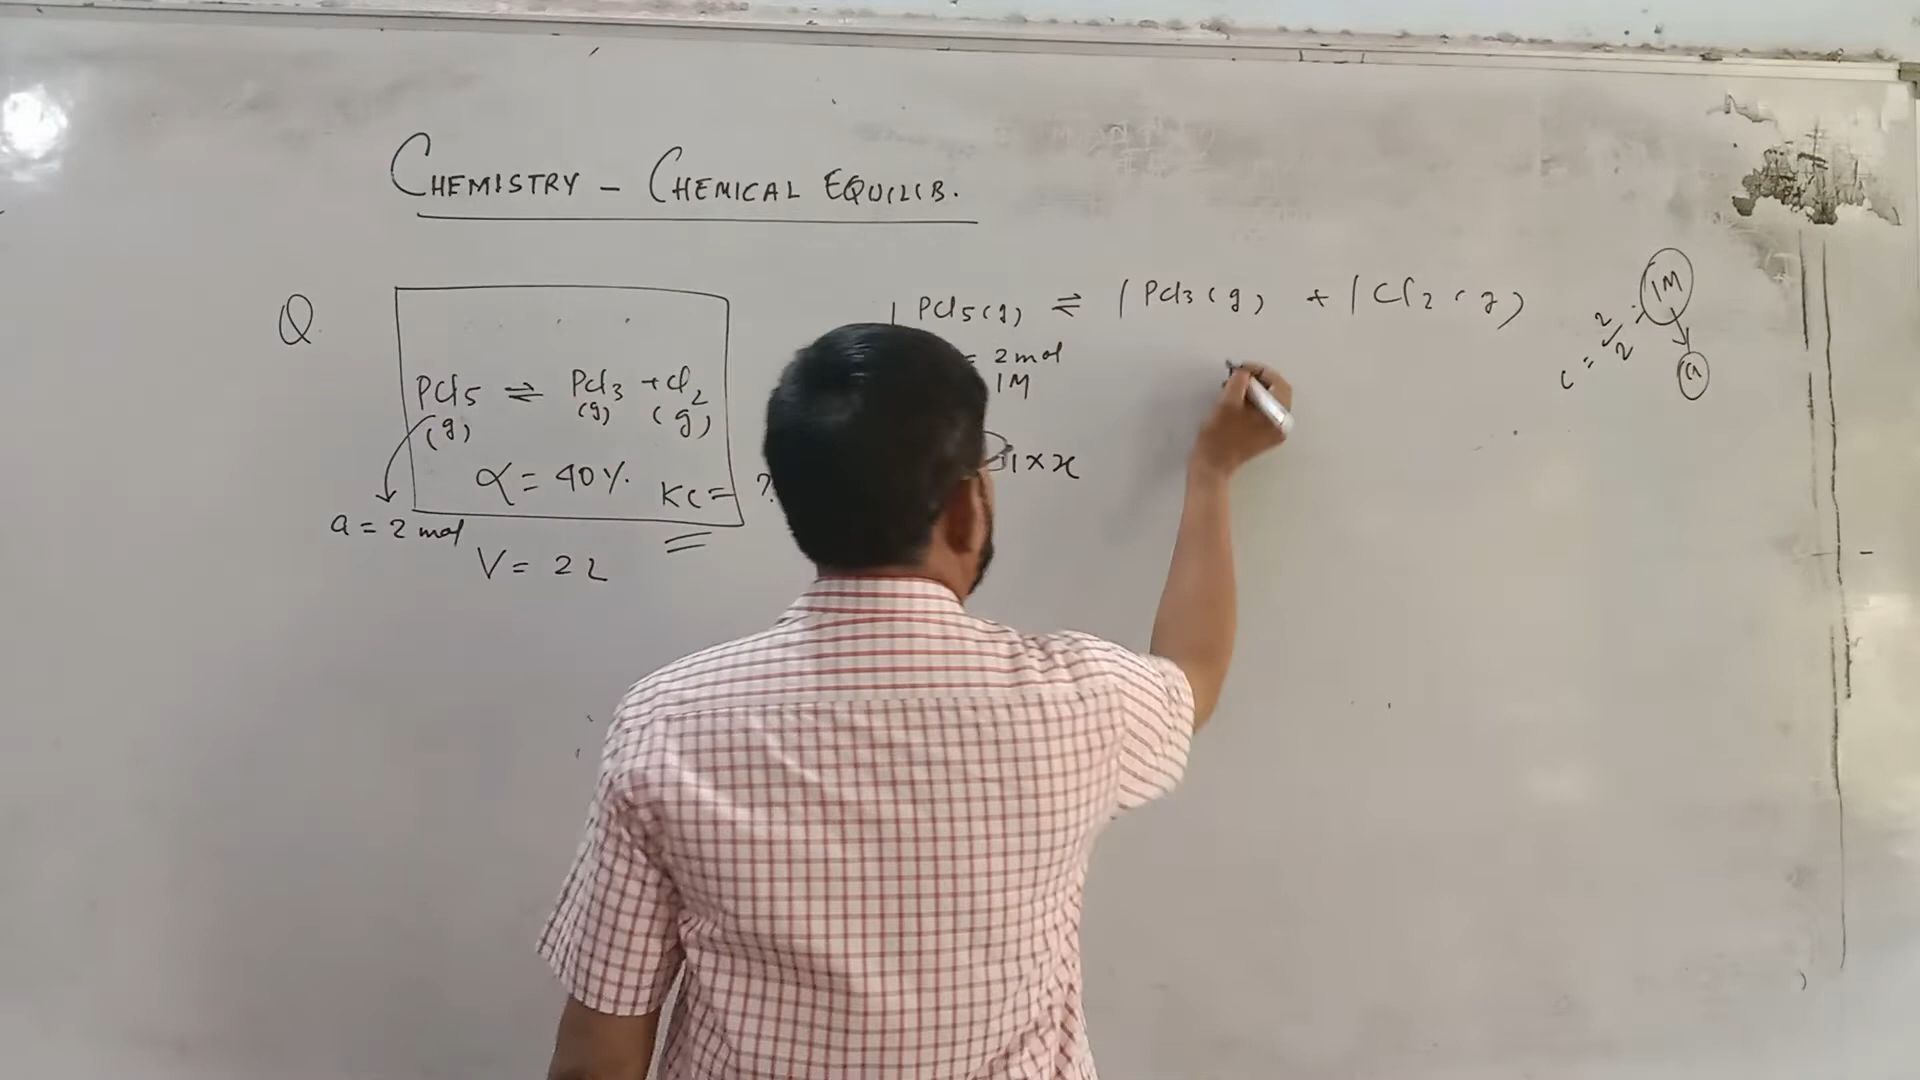 CHEMISTRY – CHEMICAL EQUILIB.
Q
PCl5 ⇌ PCl3 + Cl2
(g) (g) (g)
α = 40% Kc = ?
a = 2 mol
V = 2 L
1 PCl5(g) ⇌ 1 PCl3(g) + 1 Cl2(g)
= 2 mol
1M
1 × x
1M
c = 2/2 =
a